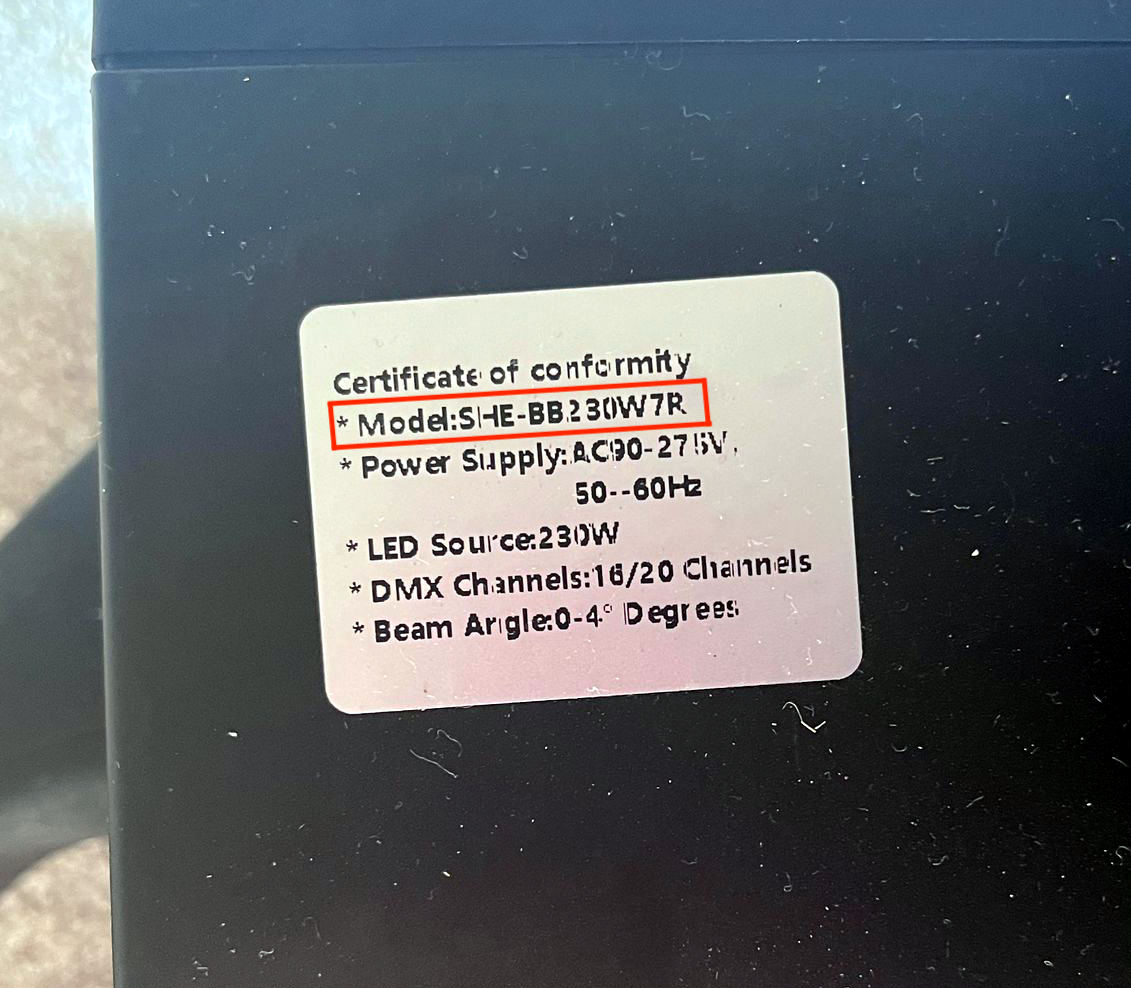 Certificate of conformity
* Model:SHE-BB230W7R
* Power Supply:AC90-275V,
50--60Hz
* LED Source:230W
* DMX Channels:16/20 Channels
* Beam Angle:0-4° Degrees